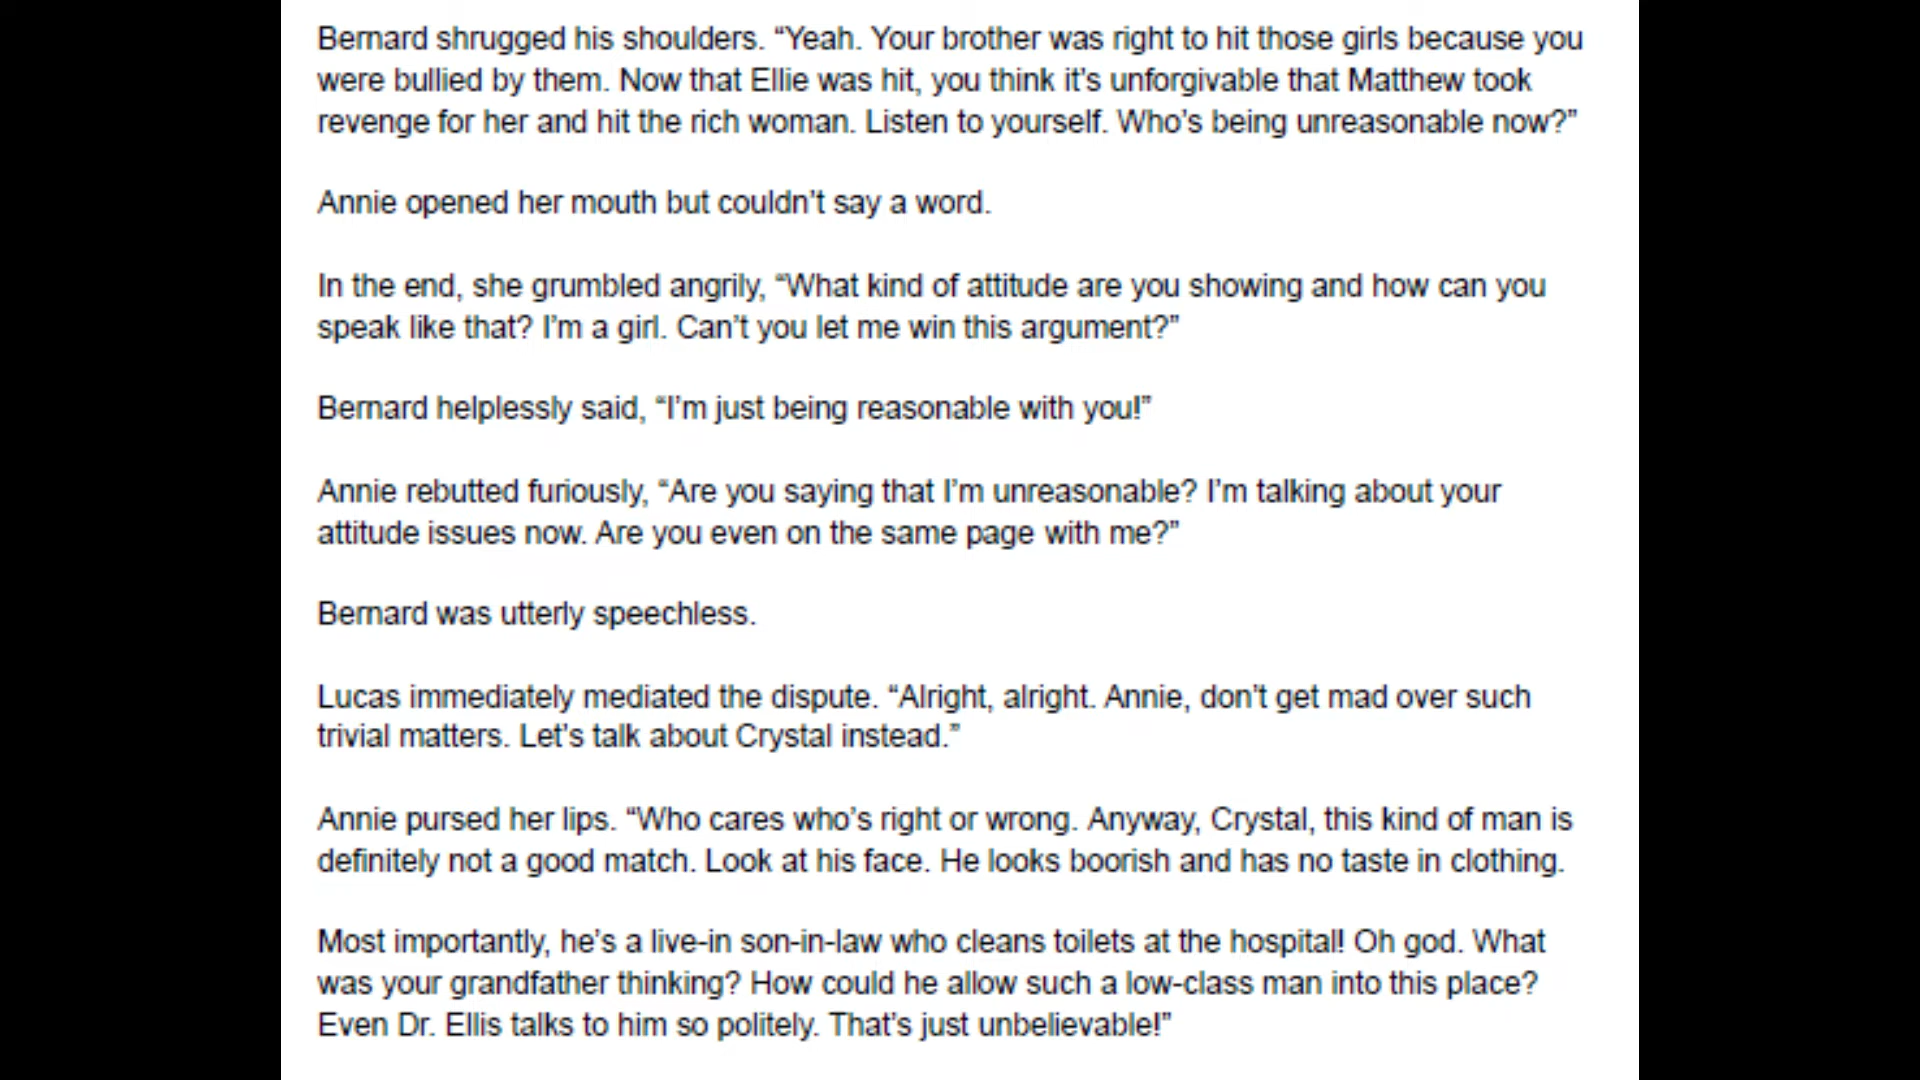 Bernard shrugged his shoulders. “Yeah. Your brother was right to hit those girls because you
were bullied by them. Now that Ellie was hit, you think it’s unforgivable that Matthew took
revenge for her and hit the rich woman. Listen to yourself. Who’s being unreasonable now?”
Annie opened her mouth but couldn’t say a word.
In the end, she grumbled angrily, “What kind of attitude are you showing and how can you
speak like that? I’m a girl. Can’t you let me win this argument?”
Bernard helplessly said, “I’m just being reasonable with you!”
Annie rebutted furiously, “Are you saying that I’m unreasonable? I’m talking about your
attitude issues now. Are you even on the same page with me?”
Bernard was utterly speechless.
Lucas immediately mediated the dispute. “Alright, alright. Annie, don’t get mad over such
trivial matters. Let’s talk about Crystal instead.”
Annie pursed her lips. “Who cares who’s right or wrong. Anyway, Crystal, this kind of man is
definitely not a good match. Look at his face. He looks boorish and has no taste in clothing.
Most importantly, he’s a live-in son-in-law who cleans toilets at the hospital! Oh god. What
was your grandfather thinking? How could he allow such a low-class man into this place?
Even Dr. Ellis talks to him so politely. That’s just unbelievable!”